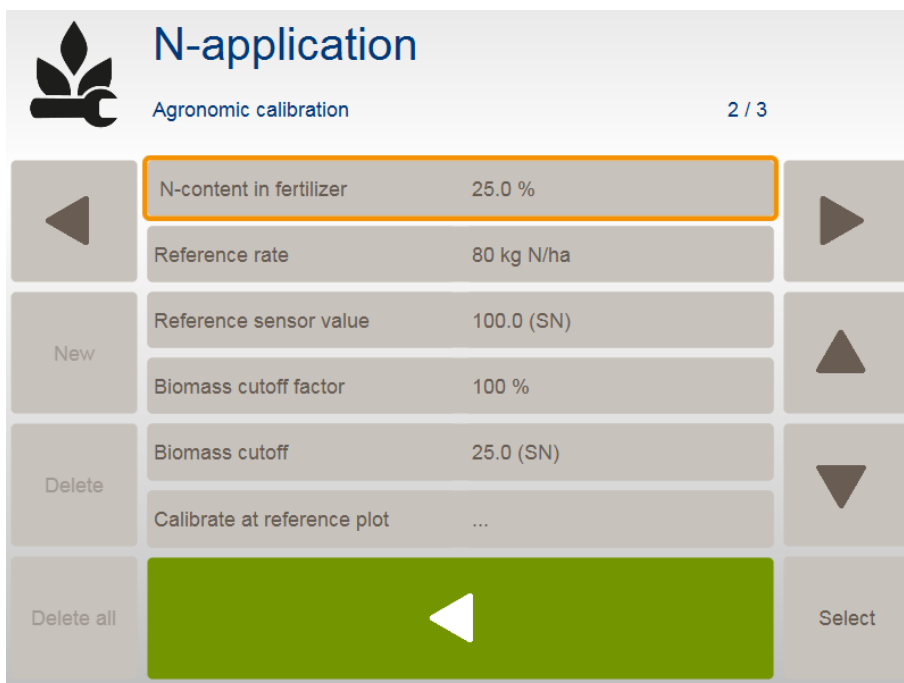 N-application
Agronomic calibration 2 / 3
N-content in fertilizer 25.0 %
Reference rate 80 kg N/ha
Reference sensor value 100.0 (SN)
New
Biomass cutoff factor 100 %
Biomass cutoff 25.0 (SN)
Delete
Calibrate at reference plot ...
Delete all Select